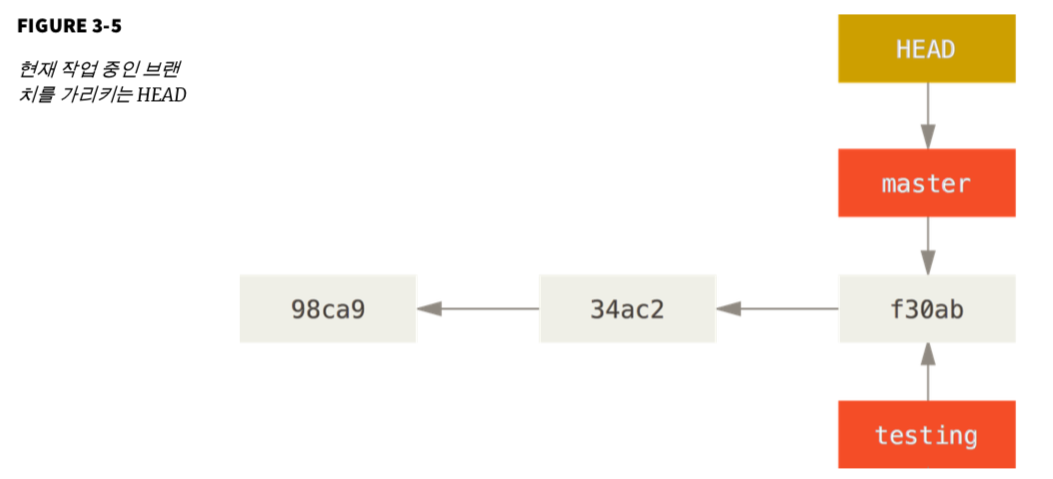 FIGURE 3-5
현재 작업 중인 브랜
치를 가리키는 HEAD
HEAD
master
98ca9
34ac2
f30ab
testing